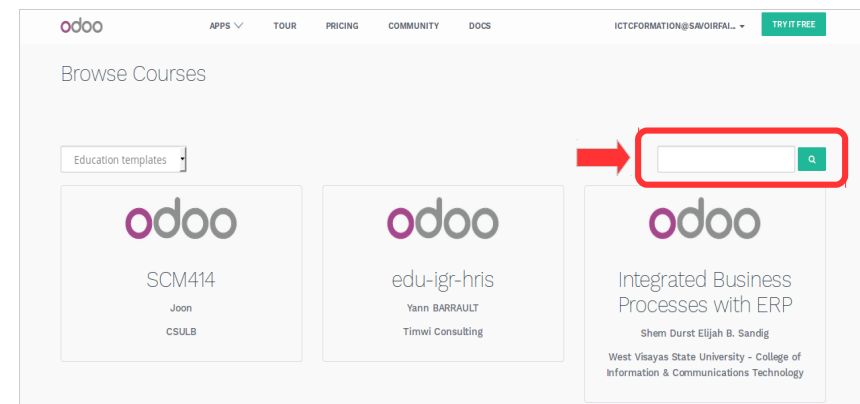 odoo
APPS
TOUR
PRICING
COMMUNITY
DOCS
ICTCFORMATION@SAVOIRFAI...
TRY IT FREE
Browse Courses
Education templates
odoo
SCM414
Joon
CSULB
odoo
edu-igr-hris
Yann BARRAULT
Timwi Consulting
odoo
Integrated Business
Processes with ERP
Shem Durst Elijah B. Sandig
West Visayas State University - College of
Information & Communications Technology